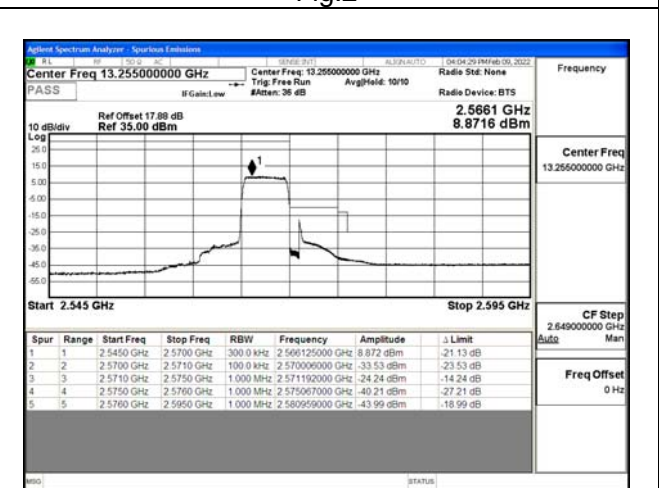 Fig.2
Agilent Spectrum Analyzer - Spurious Emissions
RL RF 50 Ω AC SENSE:INT ALIGN AUTO 04:04:29 PM Feb 09, 2022
Center Freq 13.255000000 GHz
Center Freq: 13.255000000 GHz
Radio Std: None
Frequency
PASS
Trig: Free Run Avg|Hold: 10/10
IFGain:Low #Atten: 36 dB Radio Device: BTS
Ref Offset 17.88 dB
2.5661 GHz
10 dB/div Ref 35.00 dBm
8.8716 dBm
Log
25.0
15.0
5.00
-5.00
-15.0
-25.0
-35.0
-45.0
-55.0
1
Start 2.545 GHz Stop 2.595 GHz
Center Freq
13.255000000 GHz
CF Step
2.649000000 GHz
Auto Man
Freq Offset
0 Hz
Spur Range Start Freq Stop Freq RBW Frequency Amplitude Δ Limit
1 1 2.5450 GHz 2.5700 GHz 300.0 kHz 2.566125000 GHz 8.872 dBm -21.13 dB
2 2 2.5700 GHz 2.5710 GHz 100.0 kHz 2.570006000 GHz -33.53 dBm -23.53 dB
3 3 2.5710 GHz 2.5750 GHz 1.000 MHz 2.571192000 GHz -24.24 dBm -14.24 dB
4 4 2.5750 GHz 2.5760 GHz 1.000 MHz 2.575067000 GHz -40.21 dBm -27.21 dB
5 5 2.5760 GHz 2.5950 GHz 1.000 MHz 2.580959000 GHz -43.99 dBm -18.99 dB
MSG STATUS